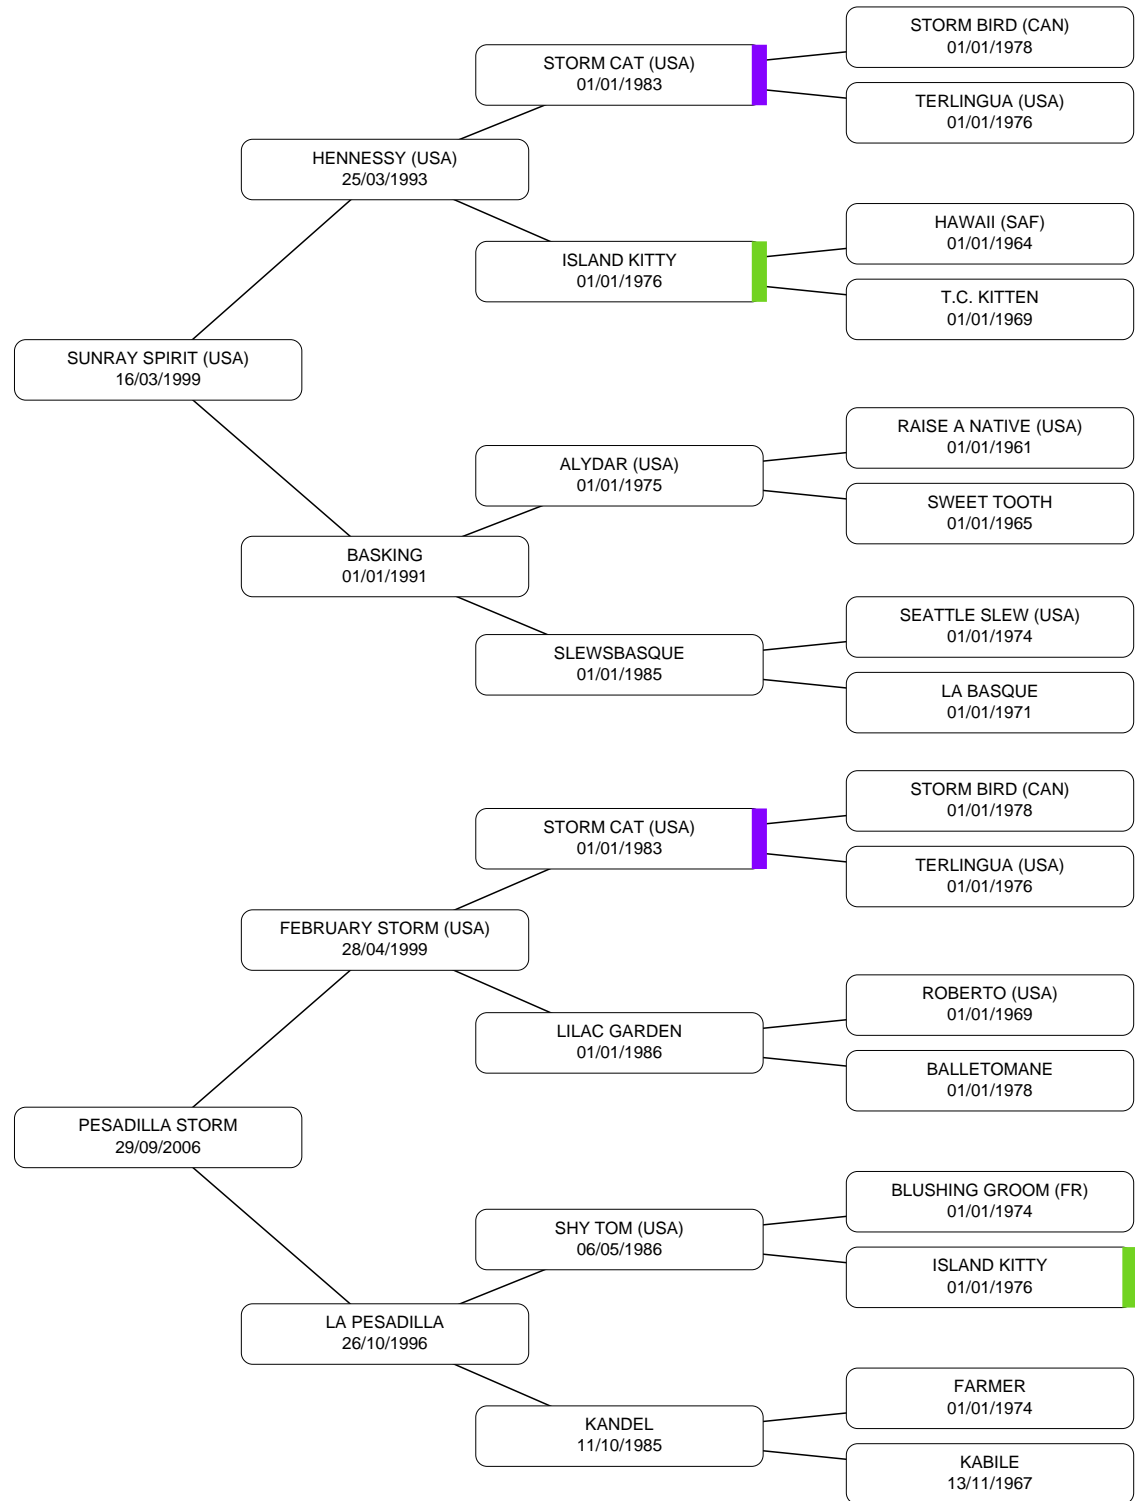 STORM BIRD (CAN)
01/01/1978
STORM CAT (USA)
01/01/1983
TERLINGUA (USA)
01/01/1976
HENNESSY (USA)
25/03/1993
HAWAII (SAF)
01/01/1964
ISLAND KITTY
01/01/1976
T.C. KITTEN
01/01/1969
SUNRAY SPIRIT (USA)
16/03/1999
RAISE A NATIVE (USA)
01/01/1961
ALYDAR (USA)
01/01/1975
SWEET TOOTH
01/01/1965
BASKING
01/01/1991
SEATTLE SLEW (USA)
01/01/1974
SLEWSBASQUE
01/01/1985
LA BASQUE
01/01/1971
STORM BIRD (CAN)
01/01/1978
STORM CAT (USA)
01/01/1983
TERLINGUA (USA)
01/01/1976
FEBRUARY STORM (USA)
28/04/1999
ROBERTO (USA)
01/01/1969
LILAC GARDEN
01/01/1986
BALLETOMANE
01/01/1978
PESADILLA STORM
29/09/2006
BLUSHING GROOM (FR)
01/01/1974
SHY TOM (USA)
06/05/1986
ISLAND KITTY
01/01/1976
LA PESADILLA
26/10/1996
FARMER
01/01/1974
KANDEL
11/10/1985
KABILE
13/11/1967